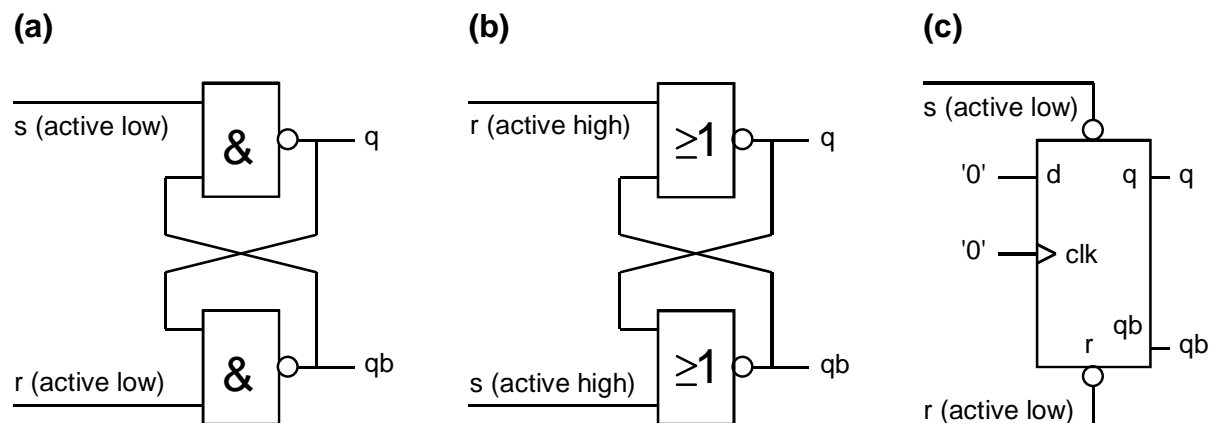 (a)
s (active low)
&
q
&
r (active low)
qb
(b)
r (active high)
≥1
q
≥1
s (active high)
qb
(c)
s (active low)
'0'
d
q
q
'0'
clk
qb
qb
r
r (active low)